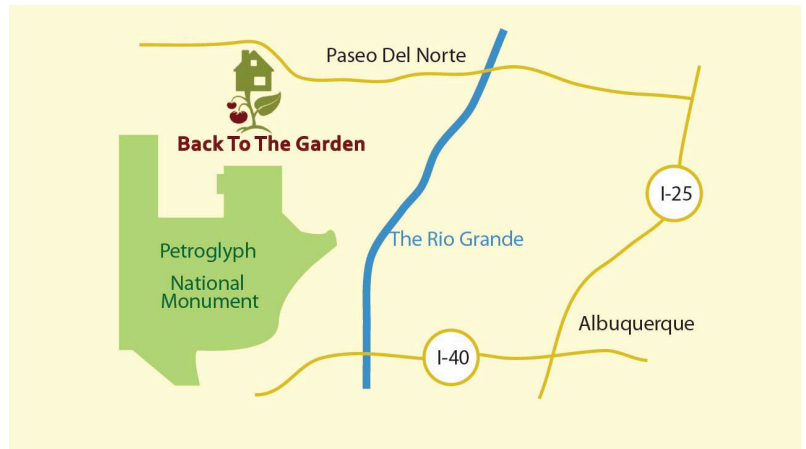 Paseo Del Norte
Back To The Garden
I-25
The Rio Grande
Petroglyph
National
Monument
Albuquerque
I-40